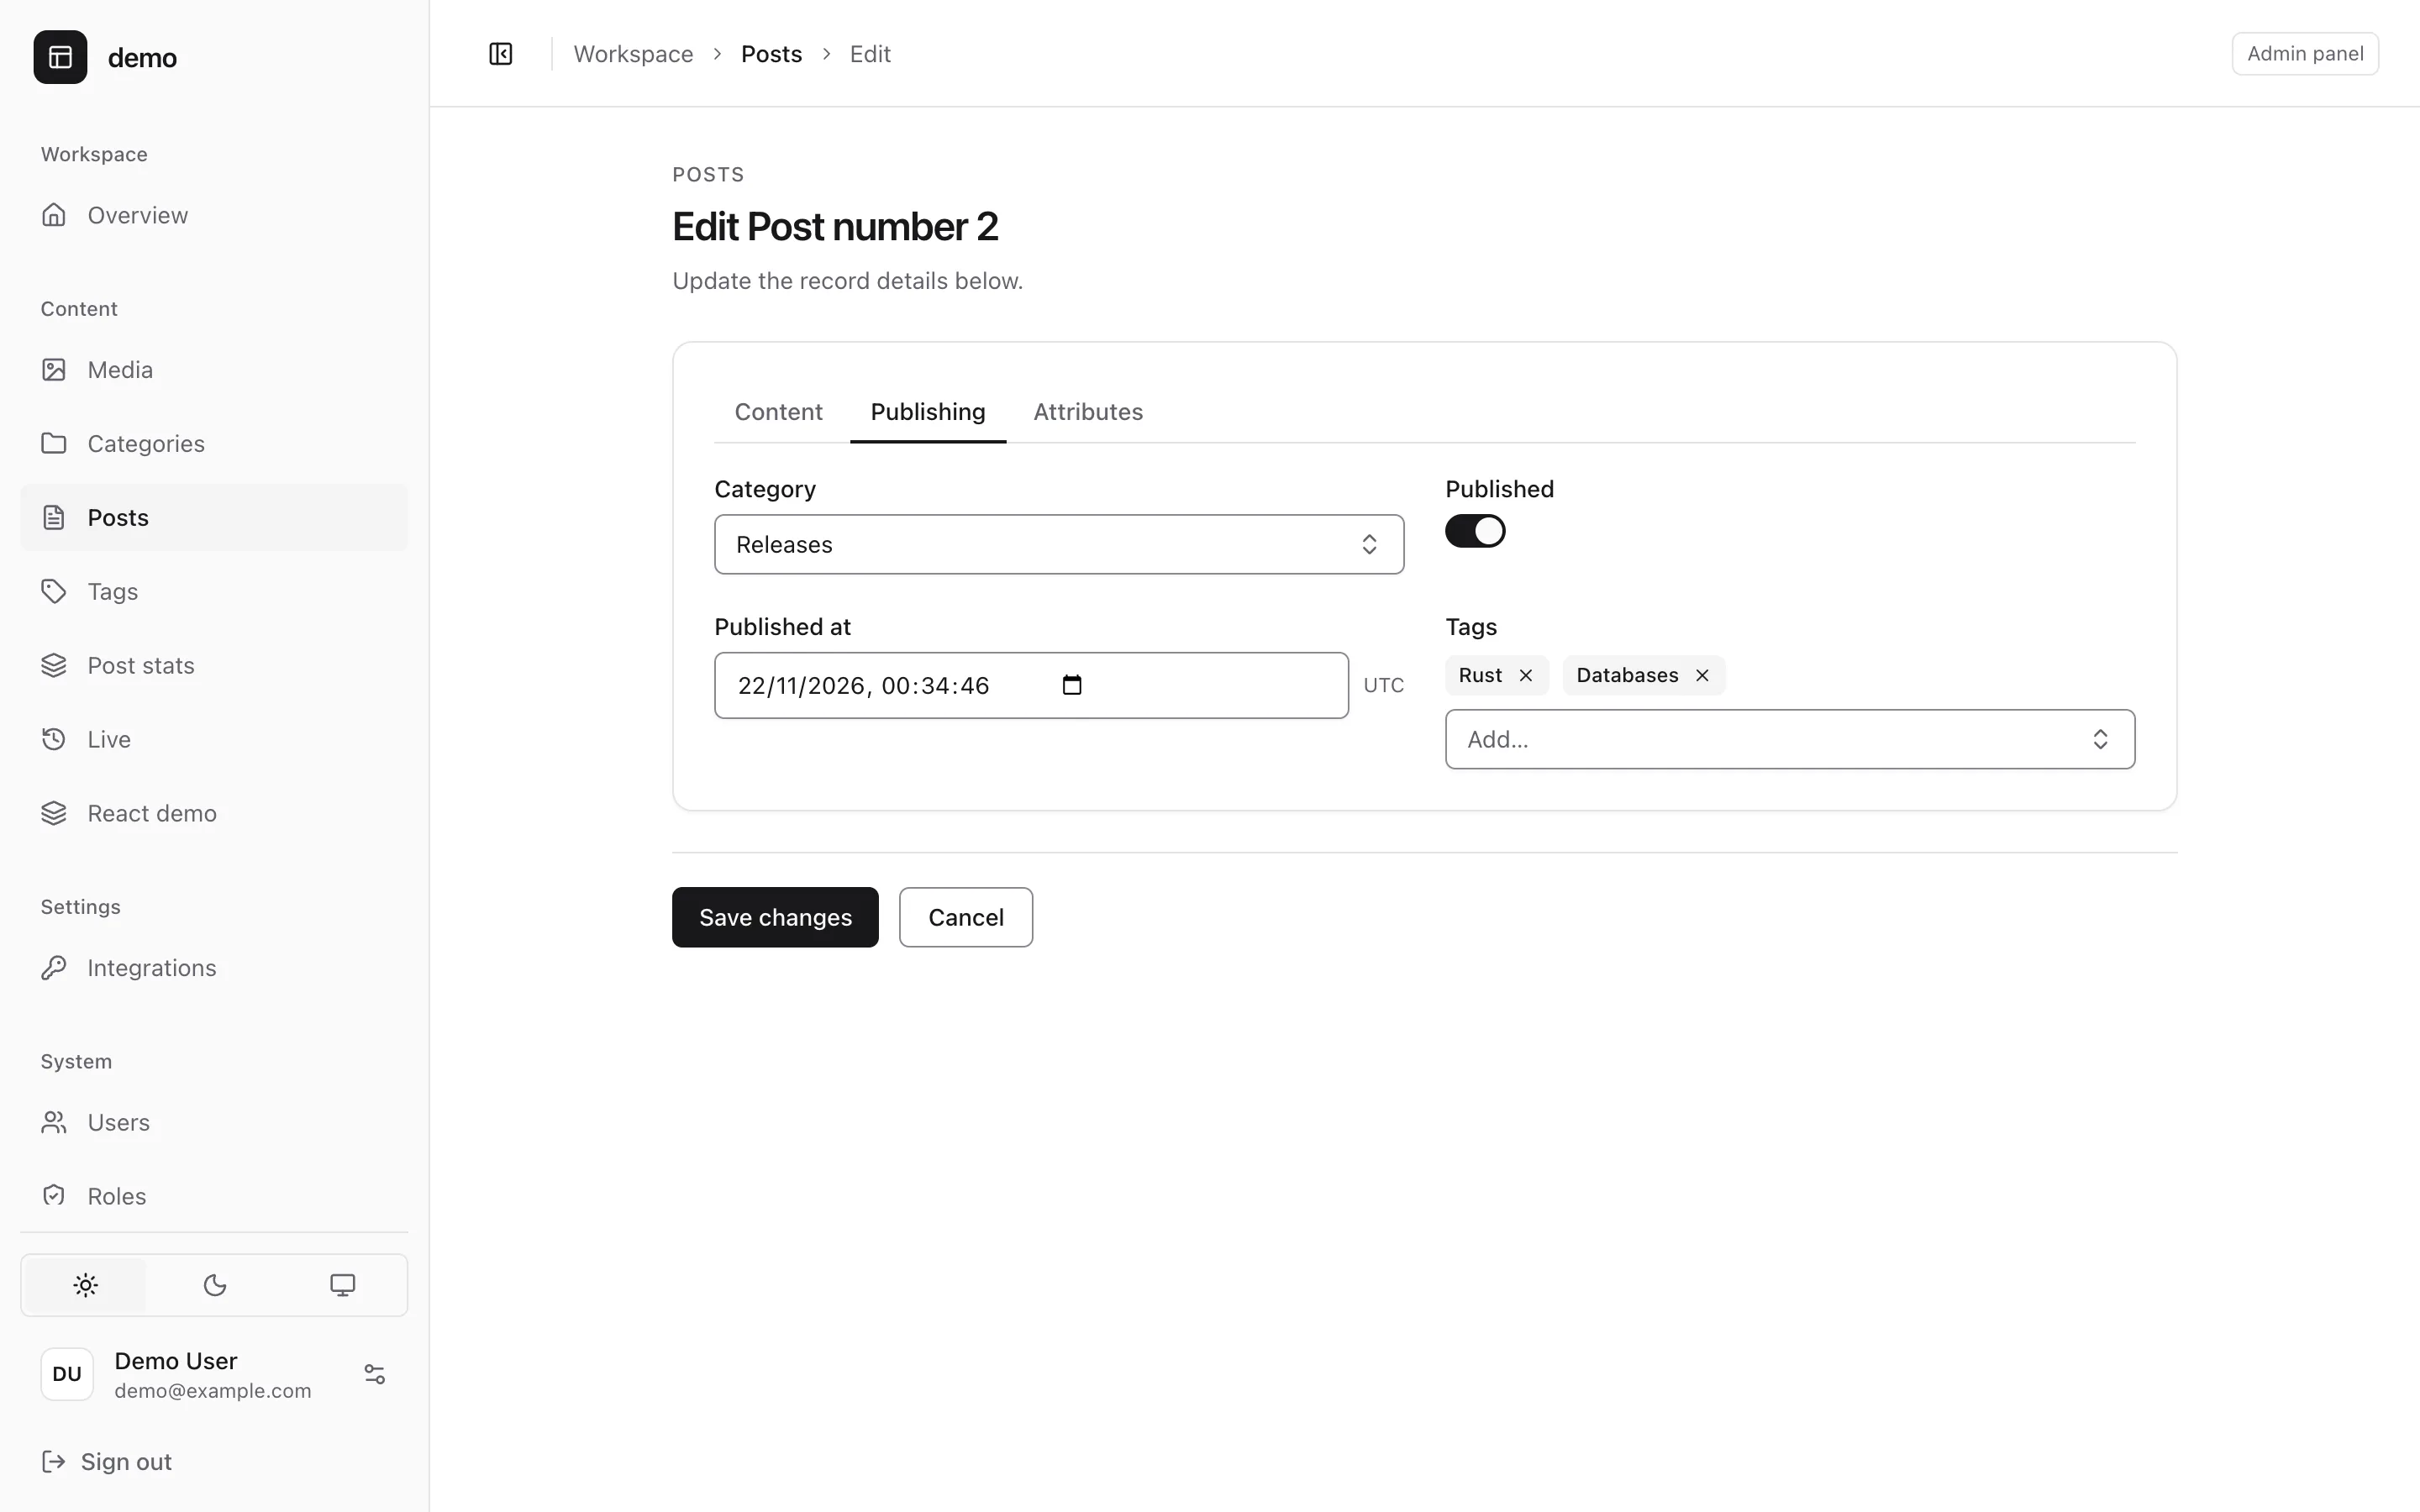 demo
Workspace
Overview
Content
Media
Categories
Posts
Tags
Post stats
Live
React demo
Settings
Integrations
System
Users
Roles
DU
Demo User
demo@example.com
Sign out
Workspace > Posts > Edit
Admin panel
POSTS
Edit Post number 2
Update the record details below.
Content Publishing Attributes
Category
Releases
Published
Published at
22/11/2026, 00:34:46
UTC
Tags
Rust
Databases
Add...
Save changes
Cancel